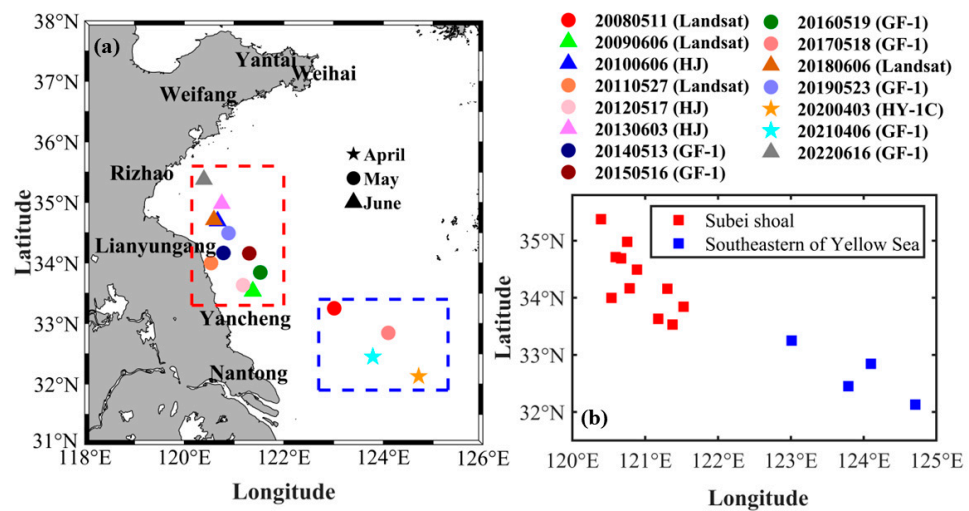 38°N
37°N
36°N
35°N
34°N
33°N
32°N
31°N
Latitude
(a)
Yantai
Weihai
Weifang
Rizhao
Lianyungang
Yancheng
Nantong
April
May
June
118°E
120°E
122°E
124°E
126°E
Longitude
20080511 (Landsat)
20090606 (Landsat)
20100606 (HJ)
20110527 (Landsat)
20120517 (HJ)
20130603 (HJ)
20140513 (GF-1)
20150516 (GF-1)
20160519 (GF-1)
20170518 (GF-1)
20180606 (Landsat)
20190523 (GF-1)
20200403 (HY-1C)
20210406 (GF-1)
20220616 (GF-1)
Subei shoal
Southeastern of Yellow Sea
35°N
34°N
33°N
32°N
Latitude
(b)
120°E
121°E
122°E
123°E
124°E
125°E
Longitude